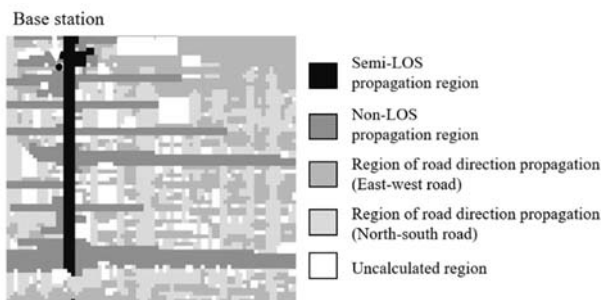 Base station
Semi-LOS
propagation region
Non-LOS
propagation region
Region of road direction propagation
(East-west road)
Region of road direction propagation
(North-south road)
Uncalculated region